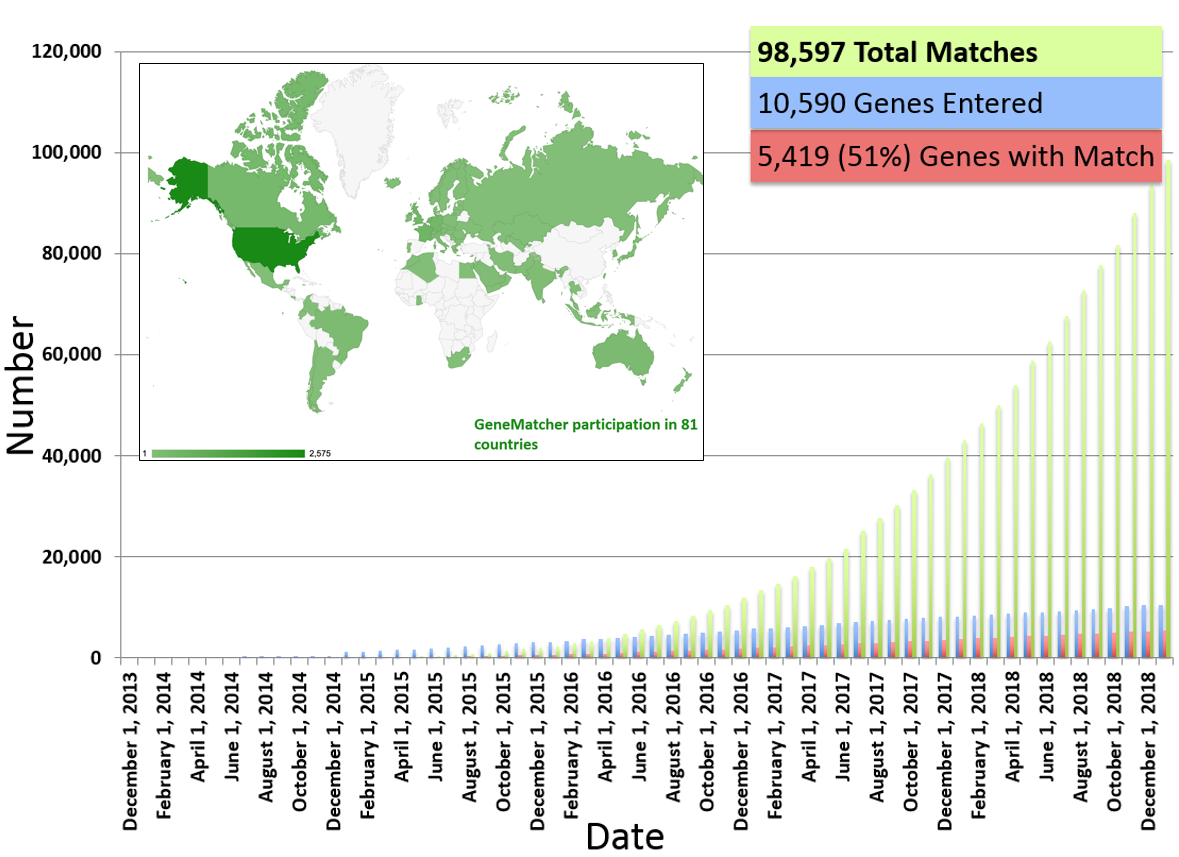 98,597 Total Matches
10,590 Genes Entered
5,419 (51%) Genes with Match
120,000
100,000
80,000
60,000
40,000
20,000
0
Number
GeneMatcher participation in 81
countries
1
2,575
December 1, 2013
February 1, 2014
April 1, 2014
June 1, 2014
August 1, 2014
October 1, 2014
December 1, 2014
February 1, 2015
April 1, 2015
June 1, 2015
August 1, 2015
October 1, 2015
December 1, 2015
February 1, 2016
April 1, 2016
June 1, 2016
August 1, 2016
October 1, 2016
December 1, 2016
February 1, 2017
April 1, 2017
June 1, 2017
August 1, 2017
October 1, 2017
December 1, 2017
February 1, 2018
April 1, 2018
June 1, 2018
August 1, 2018
October 1, 2018
December 1, 2018
Date